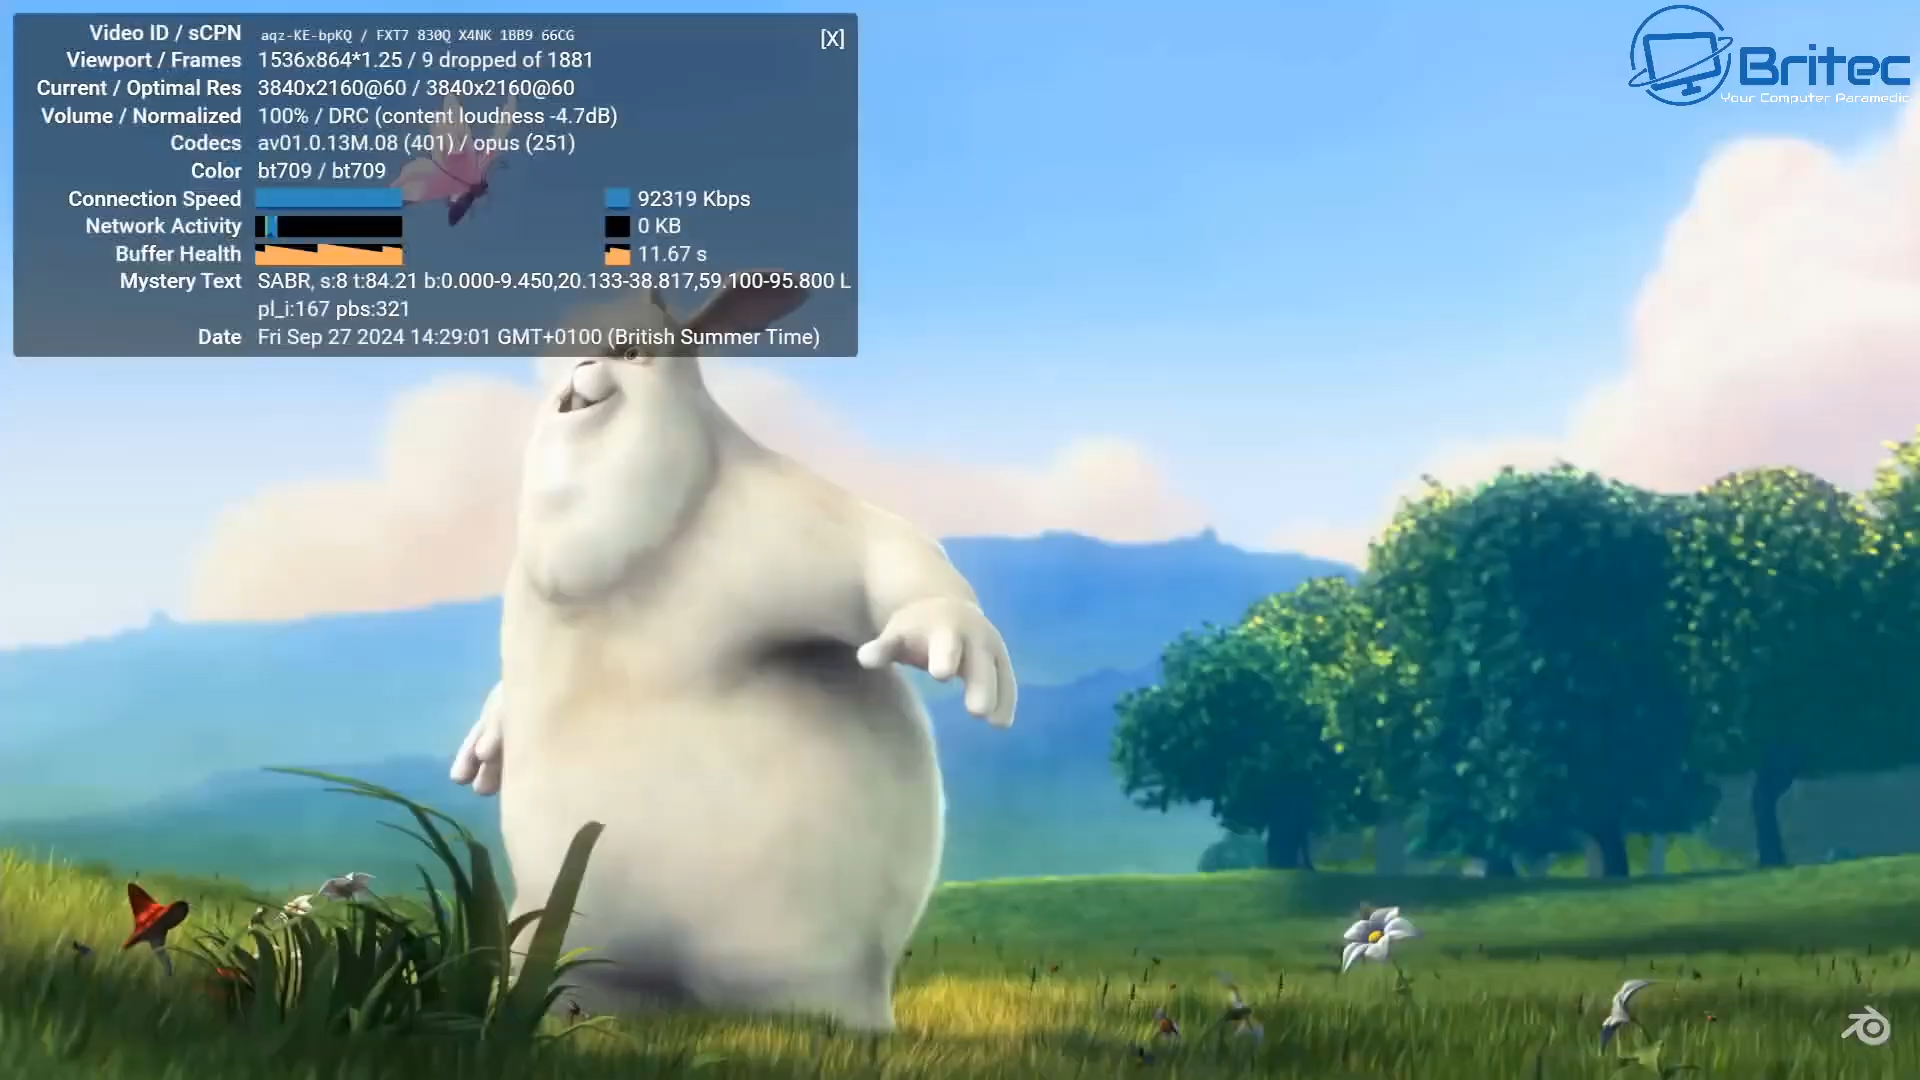 Video ID / sCPN aqz-KE-bpKQ / FXT7 830Q X4NK 1BB9 66CG [X]
Viewport / Frames 1536x864*1.25 / 9 dropped of 1881
Current / Optimal Res 3840x2160@60 / 3840x2160@60
Volume / Normalized 100% / DRC (content loudness -4.7dB)
Codecs av01.0.13M.08 (401) / opus (251)
Color bt709 / bt709
Connection Speed 92319 Kbps
Network Activity 0 KB
Buffer Health 11.67 s
Mystery Text SABR, s:8 t:84.21 b:0.000-9.450,20.133-38.817,59.100-95.800 L
pl_i:167 pbs:321
Date Fri Sep 27 2024 14:29:01 GMT+0100 (British Summer Time)
Britec
Your Computer Paramedic